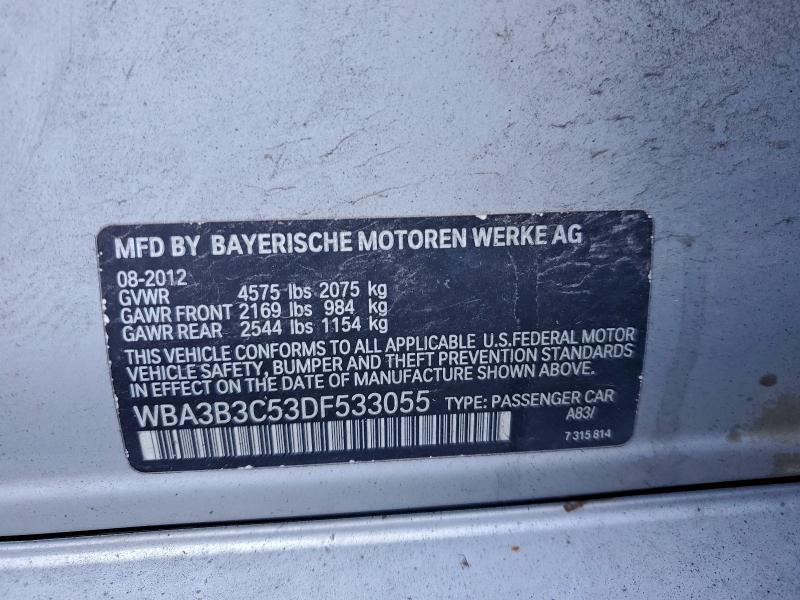 MFD BY BAYERISCHE MOTOREN WERKE AG
08-2012
GVWR 4575 lbs 2075 kg
GAWR FRONT 2169 lbs 984 kg
GAWR REAR 2544 lbs 1154 kg
THIS VEHICLE CONFORMS TO ALL APPLICABLE U.S.FEDERAL MOTOR
VEHICLE SAFETY, BUMPER AND THEFT PREVENTION STANDARDS
IN EFFECT ON THE DATE OF MANUFACTURE SHOWN ABOVE.
WBA3B3C53DF533055 TYPE: PASSENGER CAR
A83/
7 315 814